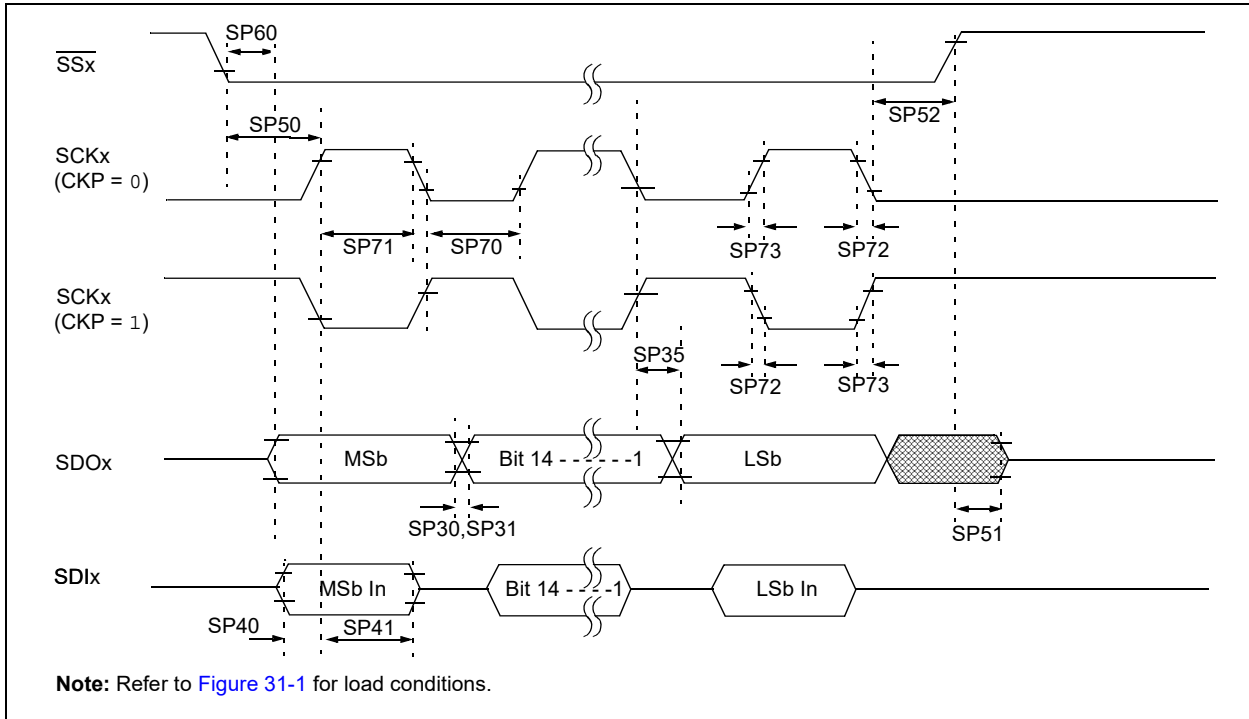 SP60
SSx
SP50
SP52
SCKx
(CKP = 0)
SP71
SP70
SP73
SP72
SCKx
(CKP = 1)
SP35
SP72
SP73
SDOx
MSb
Bit 14 - - - - - -1
LSb
SP30,SP31
SP51
SDIx
MSb In
Bit 14 - - - -1
LSb In
SP40
SP41
Note: Refer to Figure 31-1 for load conditions.